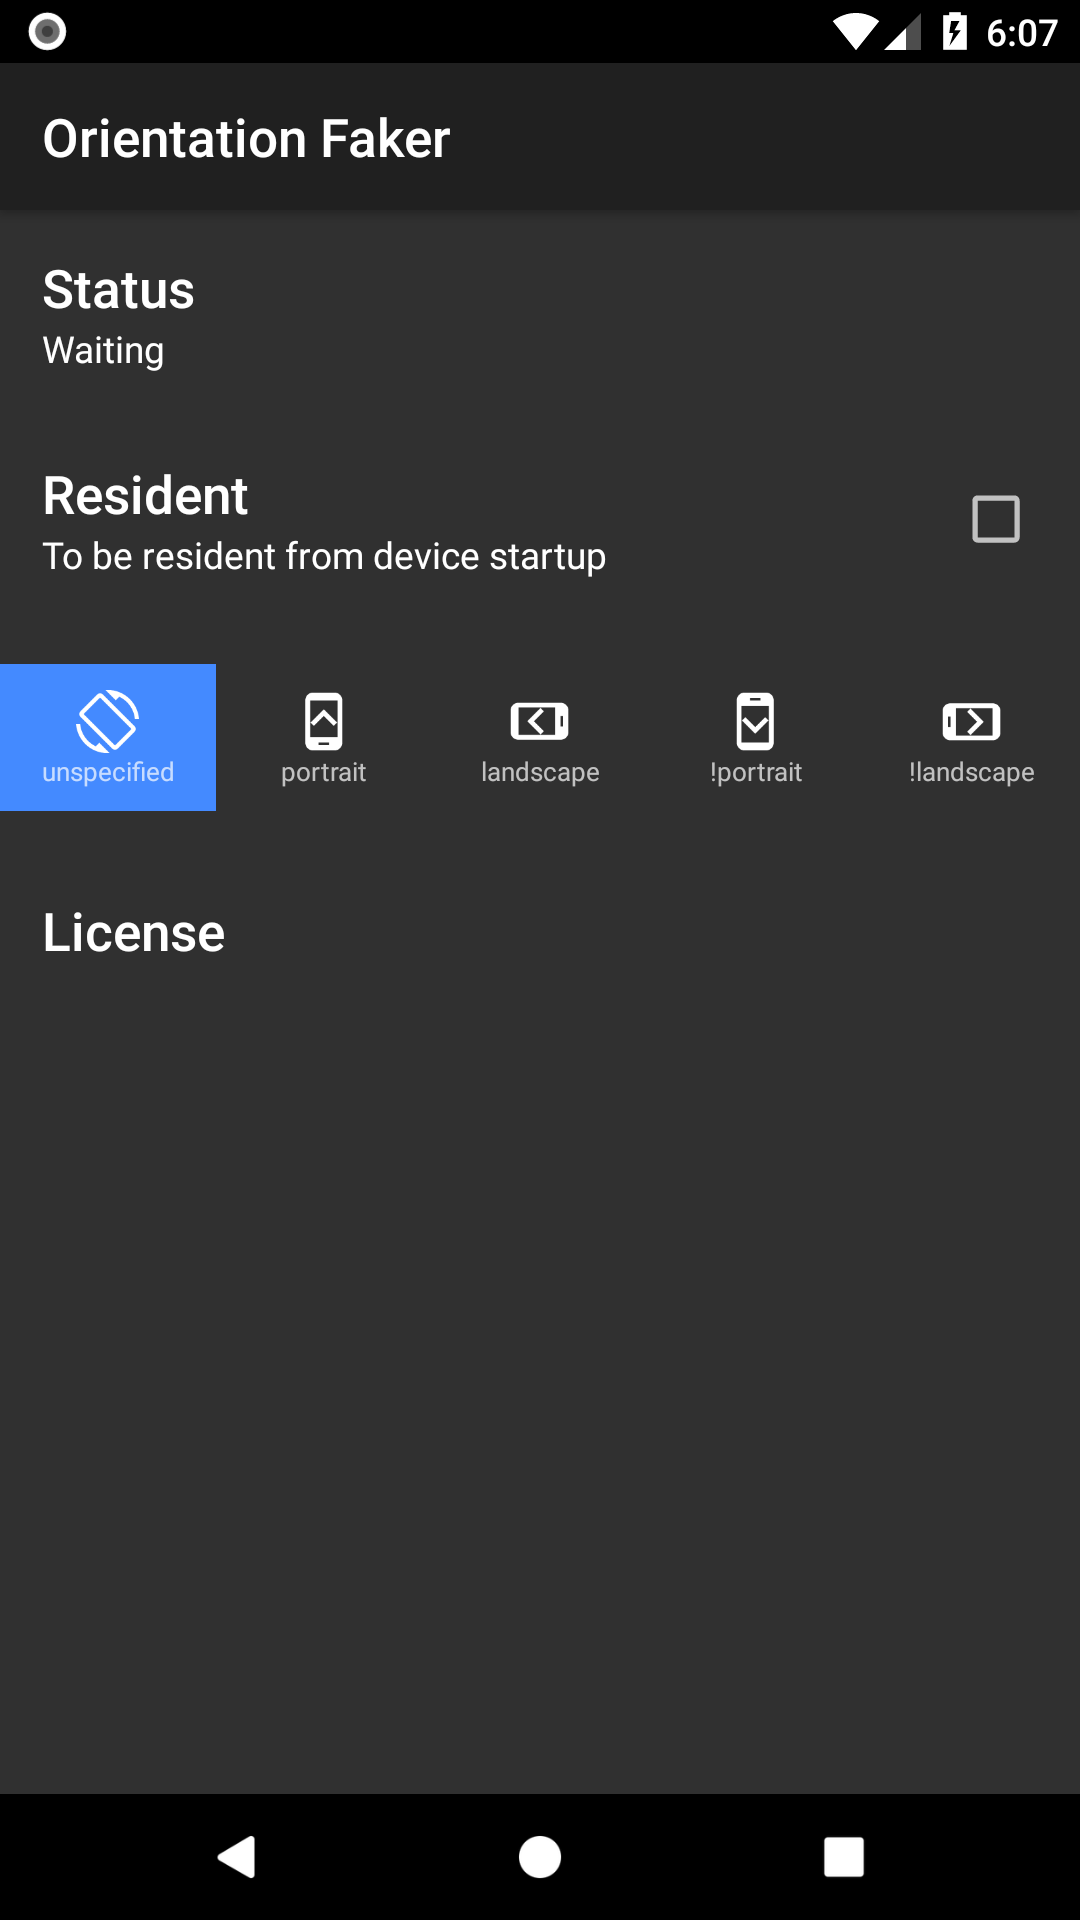 6:07
Orientation Faker
Status
Waiting
Resident
To be resident from device startup
unspecified portrait landscape !portrait !landscape
License